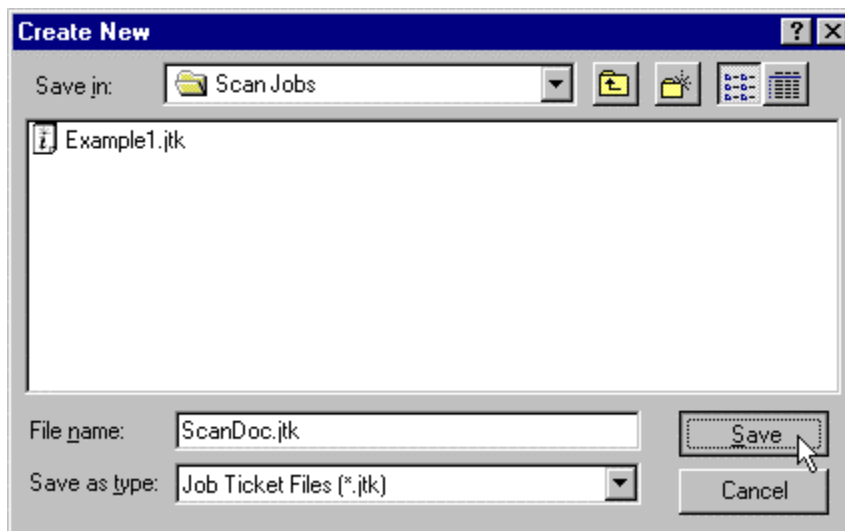 Create New
Save in: Scan Jobs
Example1.jtk
File name: ScanDoc.jtk Save
Save as type: Job Ticket Files (*.jtk) Cancel